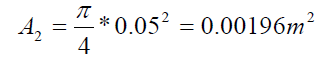 A₂ = π/4 * 0.05² = 0.00196m²